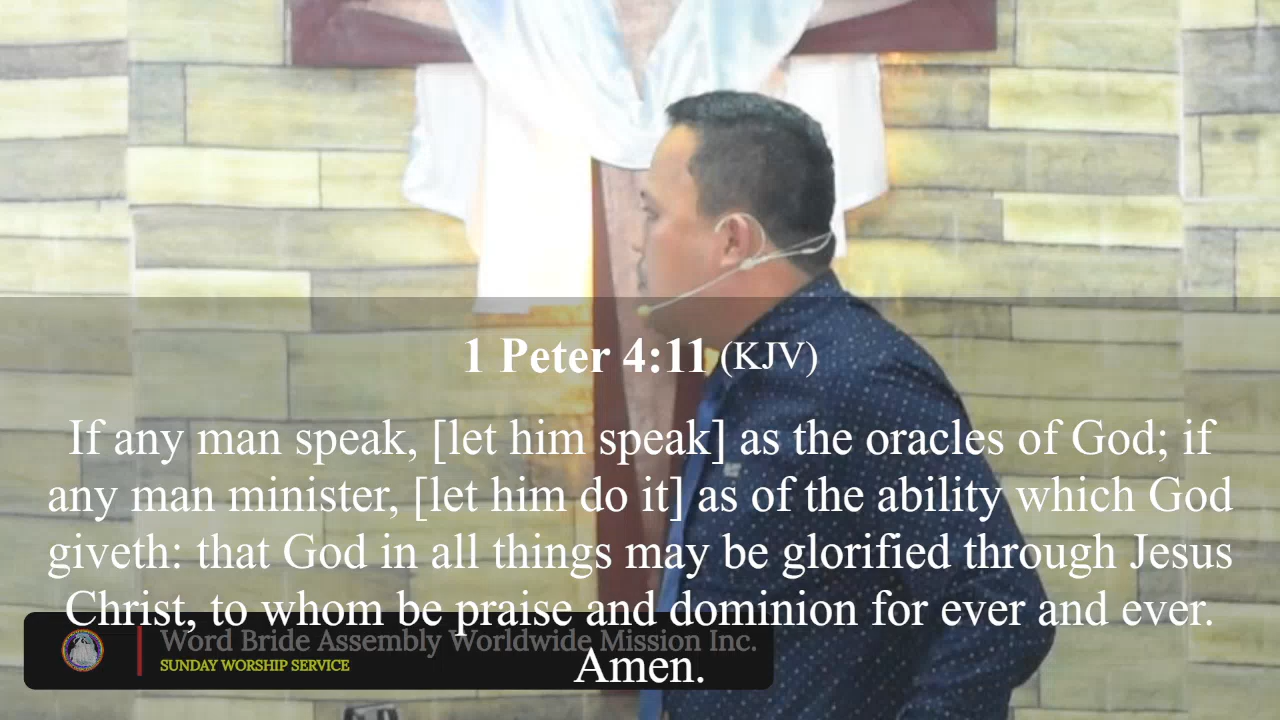 1 Peter 4:11 (KJV)
If any man speak, [let him speak] as the oracles of God; if
any man minister, [let him do it] as of the ability which God
giveth: that God in all things may be glorified through Jesus
Christ, to whom be praise and dominion for ever and ever.
Amen.
Word Bride Assembly Worldwide Mission Inc.
SUNDAY WORSHIP SERVICE